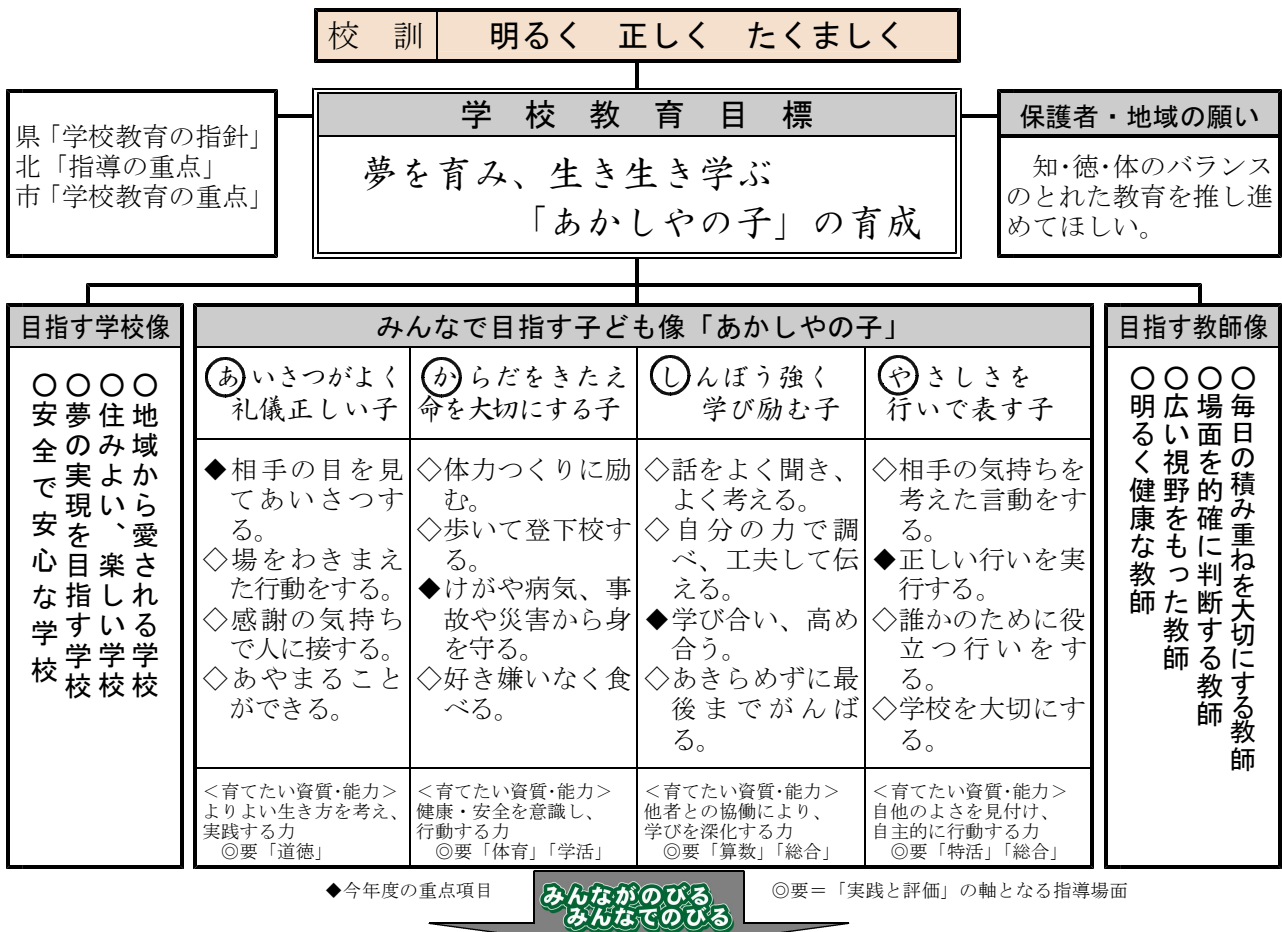 校 訓 明るく 正しく たくましく
県「学校教育の指針」
北「指導の重点」
市「学校教育の重点」
学校教育目標
夢を育み、生き生き学ぶ
「あかしやの子」の育成
保護者・地域の願い
知・徳・体のバランス
のとれた教育を推し進
めてほしい。
目指す学校像
○地域から愛される学校
○住みよい、楽しい学校
○夢の実現を目指す学校
○安全で安心な学校
みんなで目指す子ども像「あかしやの子」
あいさつがよく
礼儀正しい子
◆相手の目を見
てあいさつす
る。
◇場をわきまえ
た行動をする。
◇感謝の気持ち
で人に接する。
◇あやまること
ができる。
<育てたい資質・能力>
よりよい生き方を考え、
実践する力
◎要「道徳」
からだをきたえ
命を大切にする子
◇体力つくりに励
む。
◇歩いて登下校す
る。
◆けがや病気、事
故や災害から身
を守る。
◇好き嫌いなく食
べる。
<育てたい資質・能力>
健康・安全を意識し、
行動する力
◎要「体育」「学活」
しんぼう強く
学び励む子
◇話をよく聞き、
よく考える。
◇自分の力で調
べ、工夫して伝
える。
◆学び合い、高め
合う。
◇あきらめずに最
後までがんば
る。
<育てたい資質・能力>
他者との協働により、
学びを深化する力
◎要「算数」「総合」
やさしさを
行いで表す子
◇相手の気持ちを
考えた言動をす
る。
◆正しい行いを実
行する。
◇誰かのために役
立つ行いをす
る。
◇学校を大切にす
る。
<育てたい資質・能力>
自他のよさを見付け、
自主的に行動する力
◎要「特活」「総合」
目指す教師像
○毎日の積み重ねを大切にする教師
○場面を的確に判断する教師
○広い視野をもった教師
○明るく健康な教師
◆今年度の重点項目
みんながのびる
みんなでのびる
◎要=「実践と評価」の軸となる指導場面